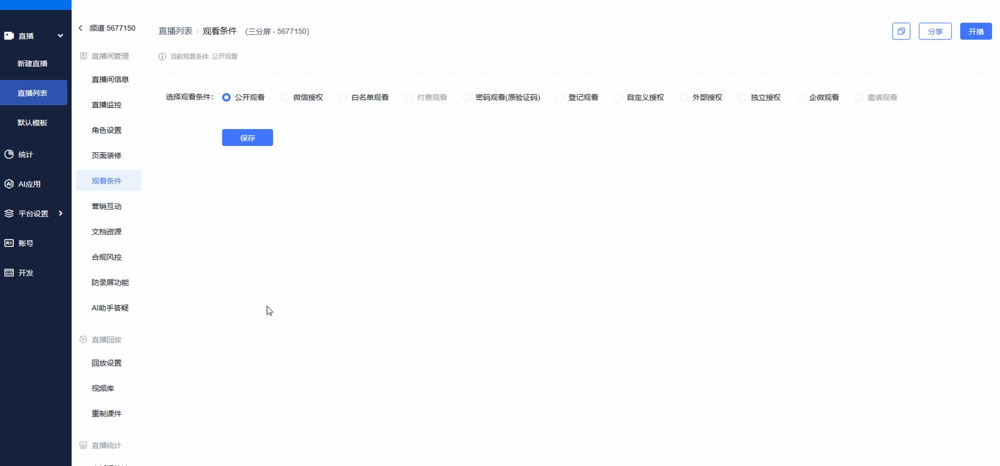 直播
新建直播
直播列表
默认模板
统计
AI应用
平台设置
账号
开发
频道 5677150
直播间管理
直播间信息
直播监控
角色设置
页面装修
观看条件
营销互动
文档资源
合规风控
防录屏功能
AI助手答疑
直播回放
回放设置
视频库
重制课件
直播统计
直播列表 / 观看条件 (三分屏 - 5677150)
分享
开播
当前观看条件: 公开观看
选择观看条件: 公开观看 微信授权 白名单观看 付费观看 密码观看(原验证码) 登记观看 自定义授权 外部授权 独立授权 企微观看 邀请观看
保存